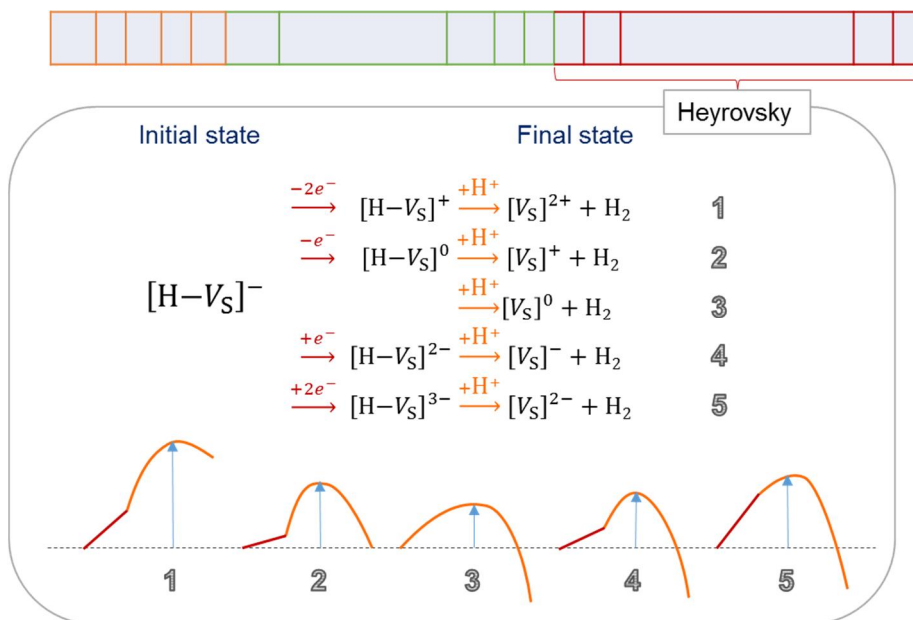 Heyrovsky
Initial state Final state
−2e⁻ [H−V_S]⁺ +H⁺ [V_S]²⁺ + H₂ 1
−e⁻ [H−V_S]⁰ +H⁺ [V_S]⁺ + H₂ 2
[H−V_S]⁻ +H⁺ [V_S]⁰ + H₂ 3
+e⁻ [H−V_S]²⁻ +H⁺ [V_S]⁻ + H₂ 4
+2e⁻ [H−V_S]³⁻ +H⁺ [V_S]²⁻ + H₂ 5
1 2 3 4 5